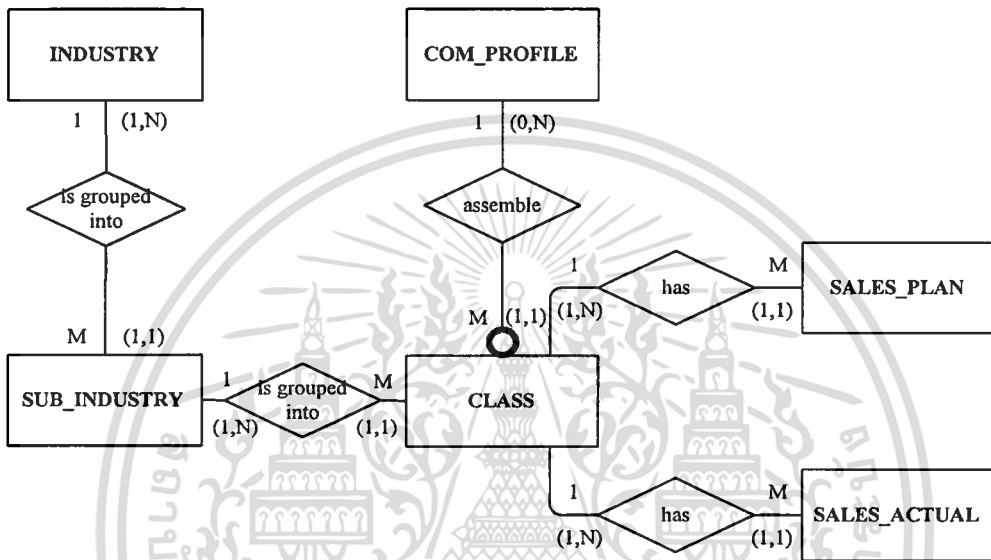 INDUSTRY
COM_PROFILE
1 (1,N)
1 (0,N)
is grouped
into
assemble
1
M
has
SALES_PLAN
(1,N)
(1,1)
M (1,1)
M (1,1)
SUB_INDUSTRY
1
is grouped
into
M
(1,N)
(1,1)
CLASS
1
M
has
SALES_ACTUAL
(1,N)
(1,1)